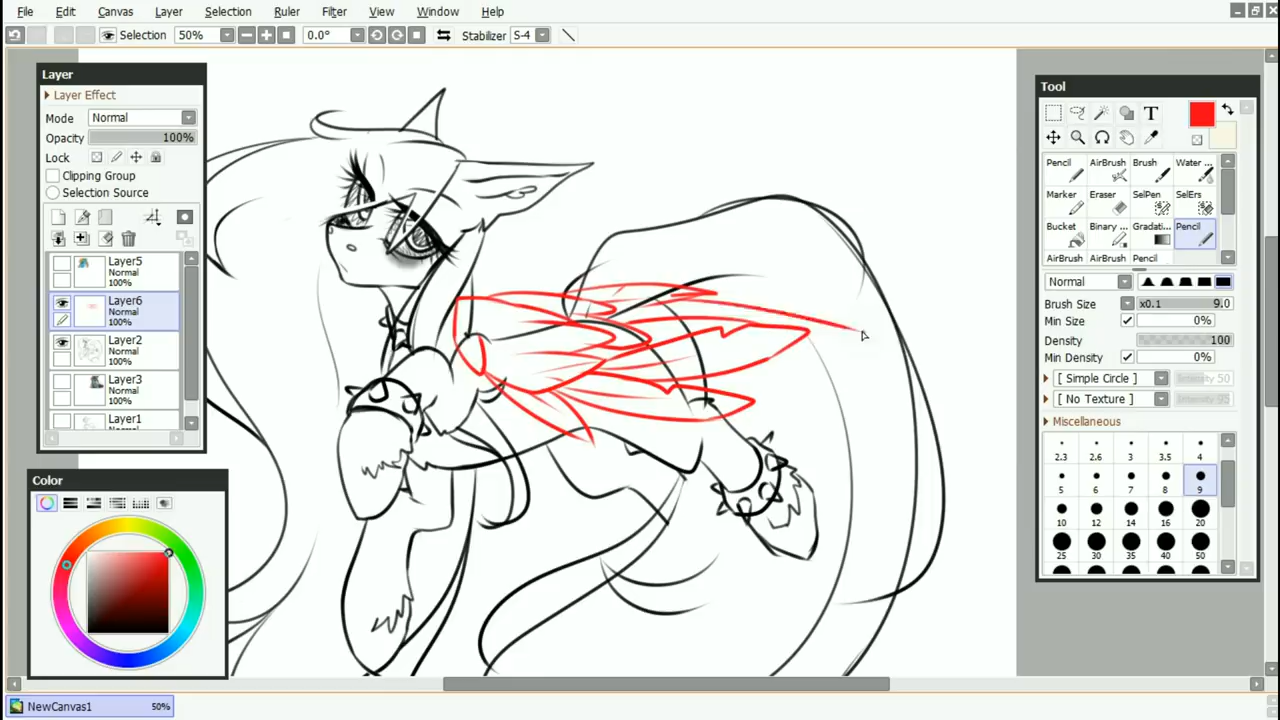 File Edit Canvas Layer Selection Ruler Filter View Window Help
Selection 50% 0.0° Stabilizer S-4
Layer
Layer Effect
Mode Normal
Opacity 100%
Lock
Clipping Group
Selection Source
Layer5
Normal
100%
Layer6
Normal
100%
Layer2
Normal
100%
Layer3
Normal
100%
Layer1
Normal
Color
Tool
T
Pencil AirBrush Brush Water ...
Marker Eraser SelPen SelErs
Bucket Binary ... Gradati... Pencil
AirBrush AirBrush Pencil
Normal
Brush Size x0.1 9.0
Min Size 0%
Density 100
Min Density 0%
[ Simple Circle ] Intensity 50
[ No Texture ] Intensity 95
Miscellaneous
2.3 2.6 3 3.5 4
5 6 7 8 9
10 12 14 16 20
25 30 35 40 50
NewCanvas1 50%